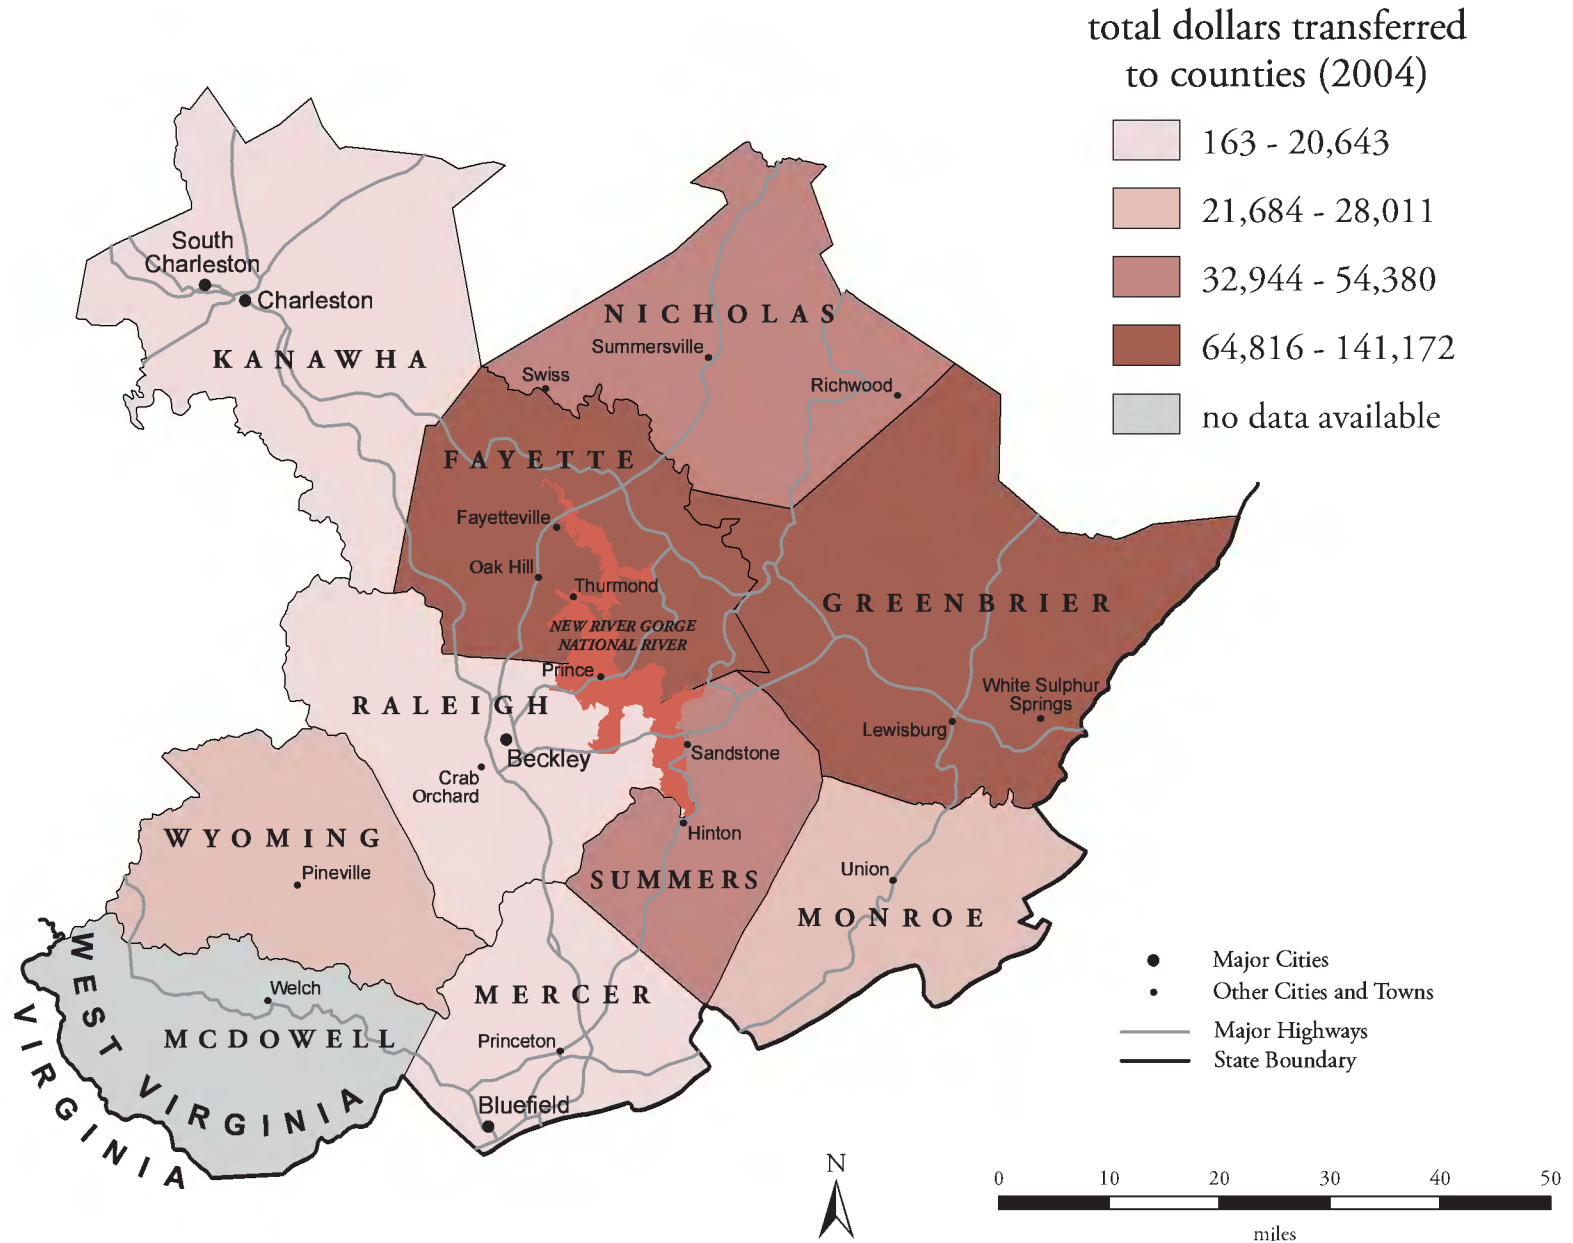 total dollars transferred
to counties (2004)
163 - 20,643
21,684 - 28,011
32,944 - 54,380
64,816 - 141,172
no data available
South
Charleston
Charleston
KANAWHA
NICHOLAS
Summersville
Swiss
Richwood
FAYETTE
Fayetteville
Oak Hill
Thurmond
NEW RIVER GORGE
NATIONAL RIVER
Prince
GREENBRIER
White Sulphur
Springs
Lewisburg
RALEIGH
Beckley
Crab
Orchard
Sandstone
Hinton
SUMMERS
WYOMING
Pineville
Union
MONROE
Welch
MCDOWELL
MERCER
Princeton
Bluefield
WEST VIRGINIA
VIRGINIA
Major Cities
Other Cities and Towns
Major Highways
State Boundary
N
0 10 20 30 40 50
miles